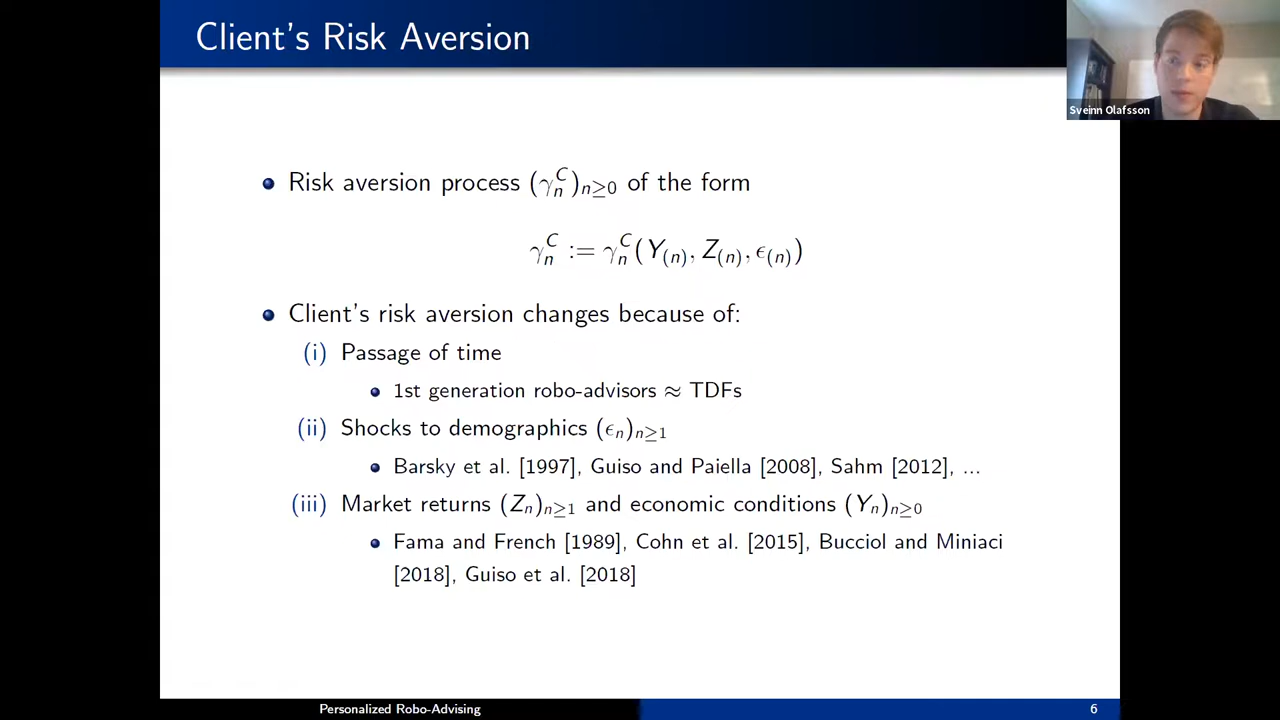 Client's Risk Aversion
Sveinn Olafsson
Risk aversion process (γ_n^C)_{n≥0} of the form
γ_n^C := γ_n^C(Y_{(n)}, Z_{(n)}, ϵ_{(n)})
Client's risk aversion changes because of:
(i) Passage of time
1st generation robo-advisors ≈ TDFs
(ii) Shocks to demographics (ϵ_n)_{n≥1}
Barsky et al. [1997], Guiso and Paiella [2008], Sahm [2012], ...
(iii) Market returns (Z_n)_{n≥1} and economic conditions (Y_n)_{n≥0}
Fama and French [1989], Cohn et al. [2015], Bucciol and Miniaci
[2018], Guiso et al. [2018]
Personalized Robo-Advising
6